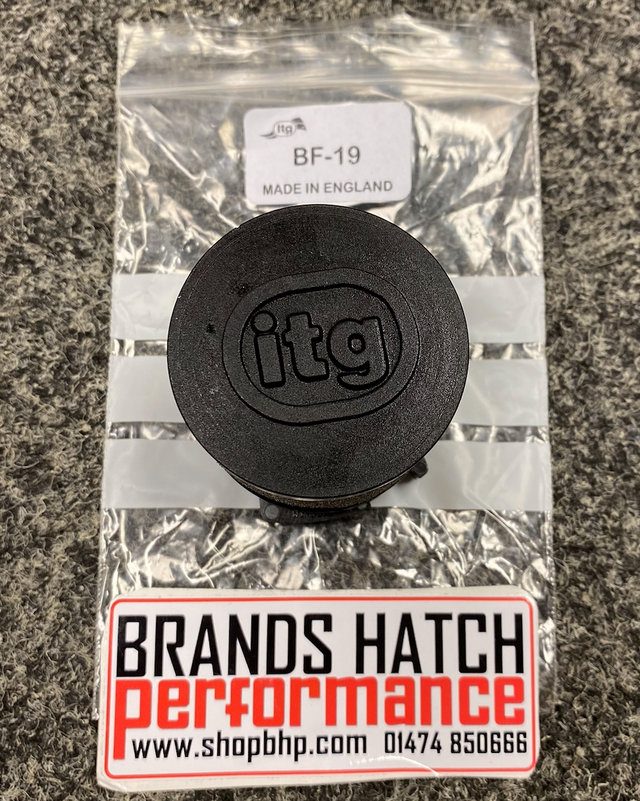 itg
BF-19
MADE IN ENGLAND
itg
BRANDS HATCH
performance
www.shopbhp.com 01474 850666